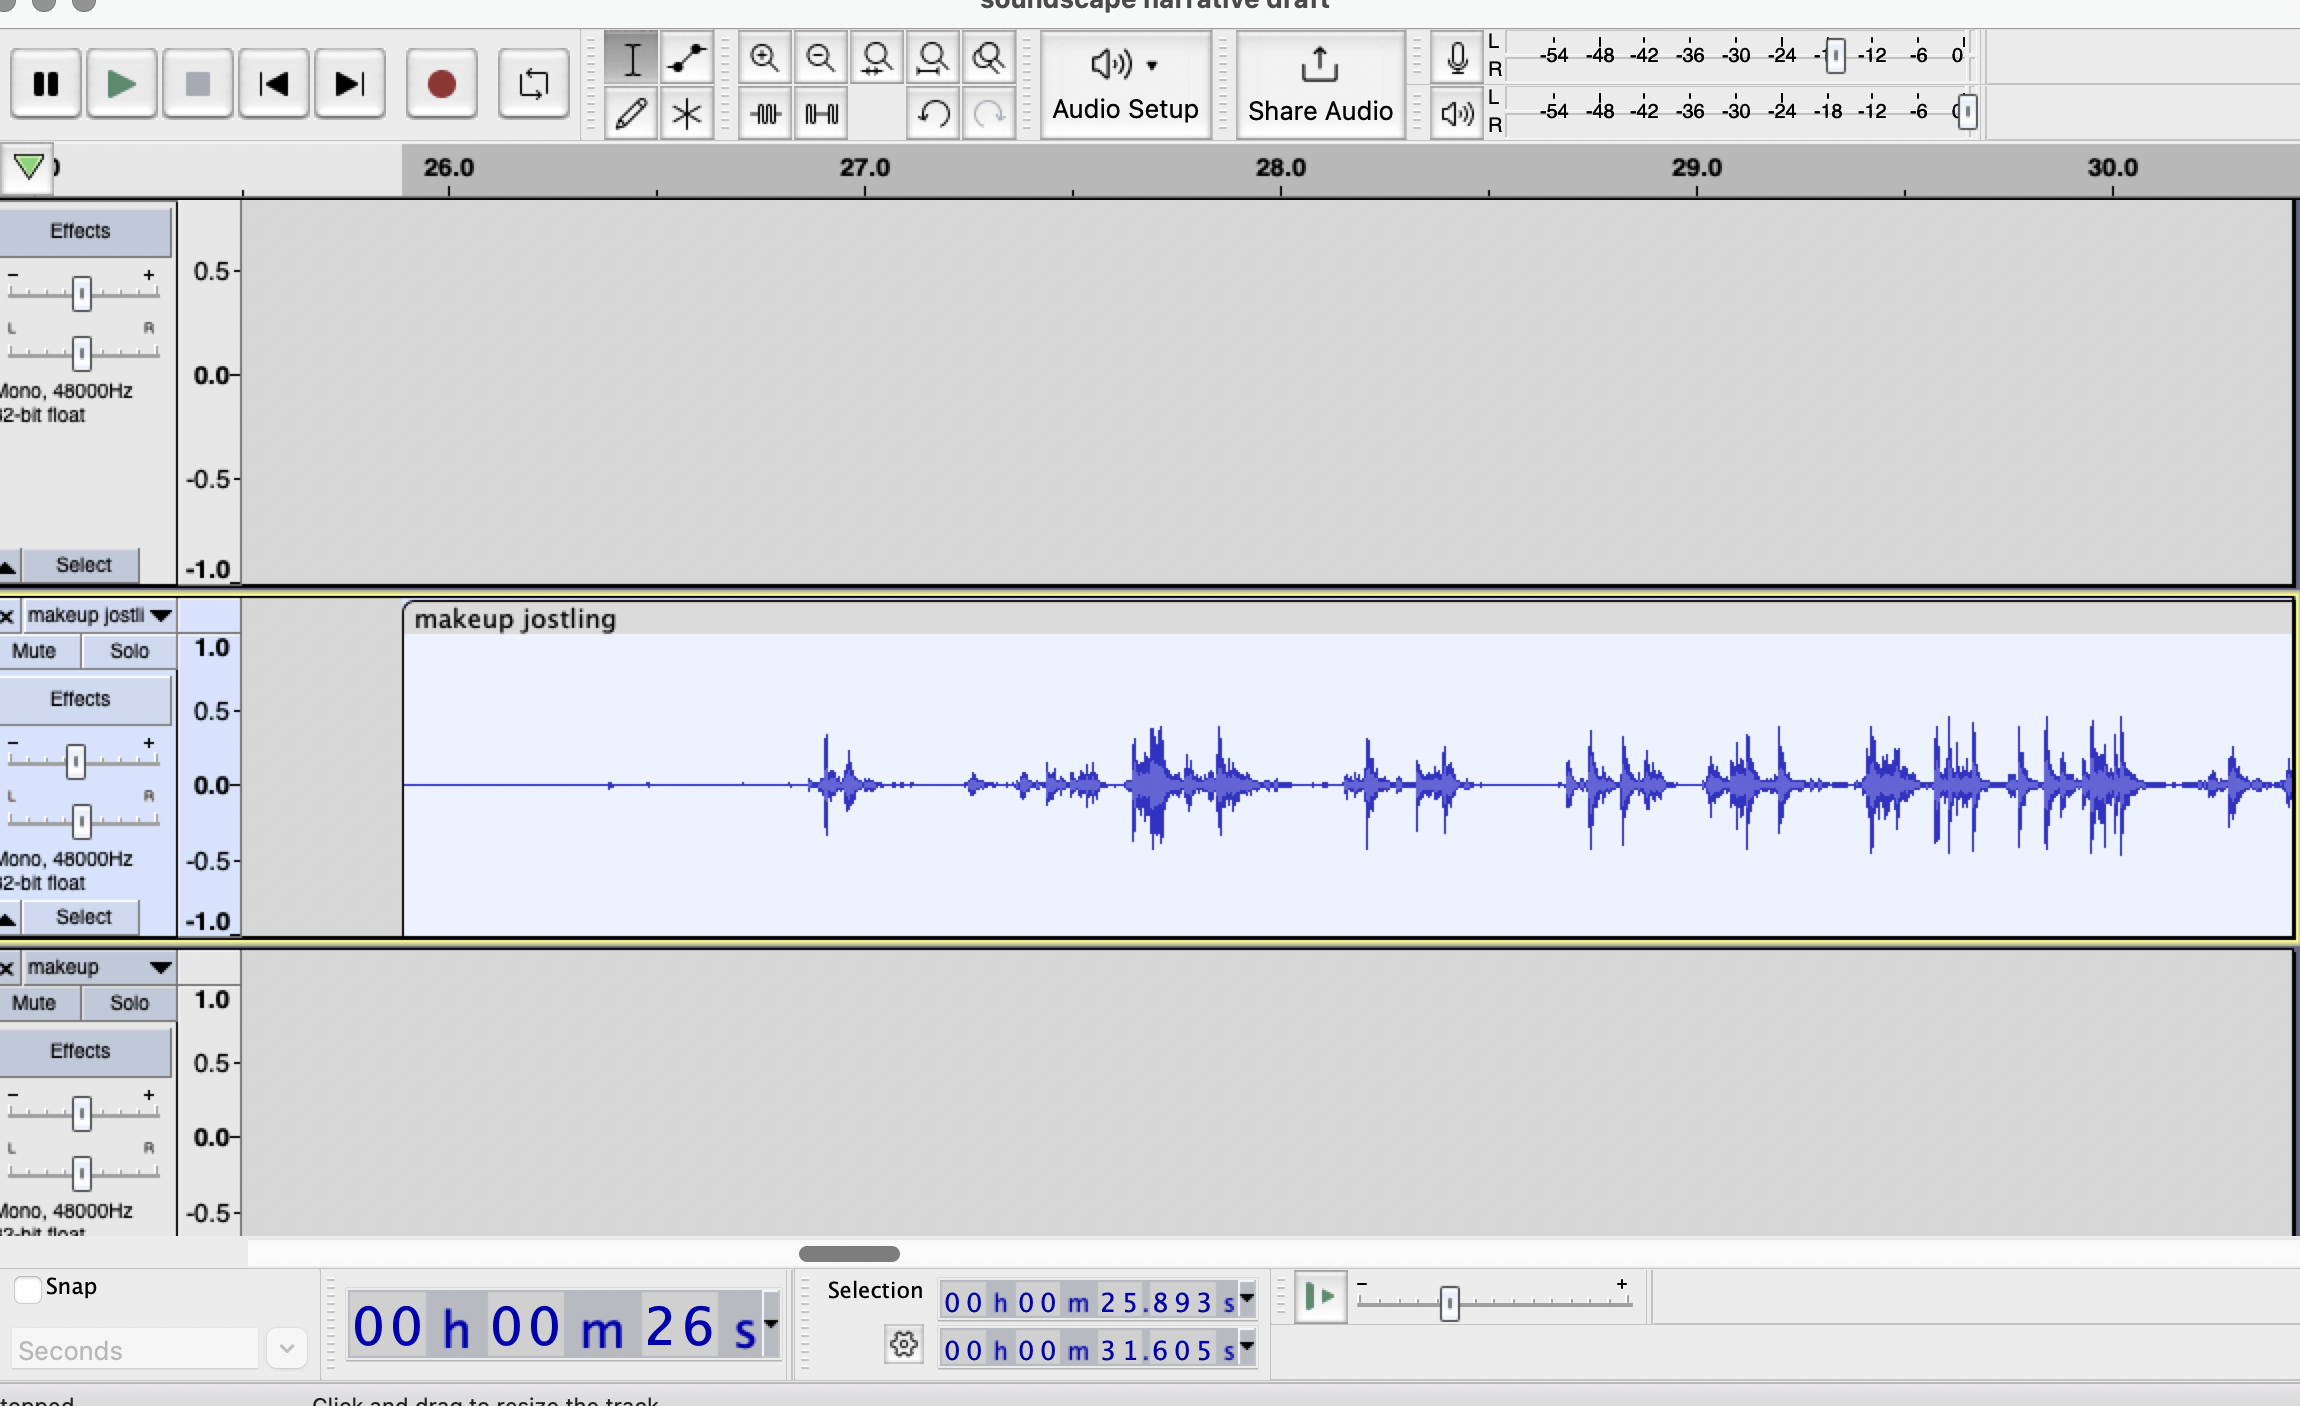 soundscape narrative draft
Audio Setup
Share Audio
L
R
-54 -48 -42 -36 -30 -24 -12 -6 0
L
R
-54 -48 -42 -36 -30 -24 -18 -12 -6
26.0 27.0 28.0 29.0 30.0
Effects
- +
L R
Mono, 48000Hz
32-bit float
Select
0.5
0.0
-0.5
-1.0
makeup jostli
Mute Solo
Effects
- +
L R
Mono, 48000Hz
32-bit float
Select
1.0
0.5
0.0
-0.5
-1.0
makeup jostling
makeup
Mute Solo
Effects
- +
L R
Mono, 48000Hz
32-bit float
1.0
0.5
0.0
-0.5
Snap
Seconds
00 h 00 m 26 s
Selection
00 h 00 m 25.893 s
00 h 00 m 31.605 s
- +
topped
Click and drag to resize the track